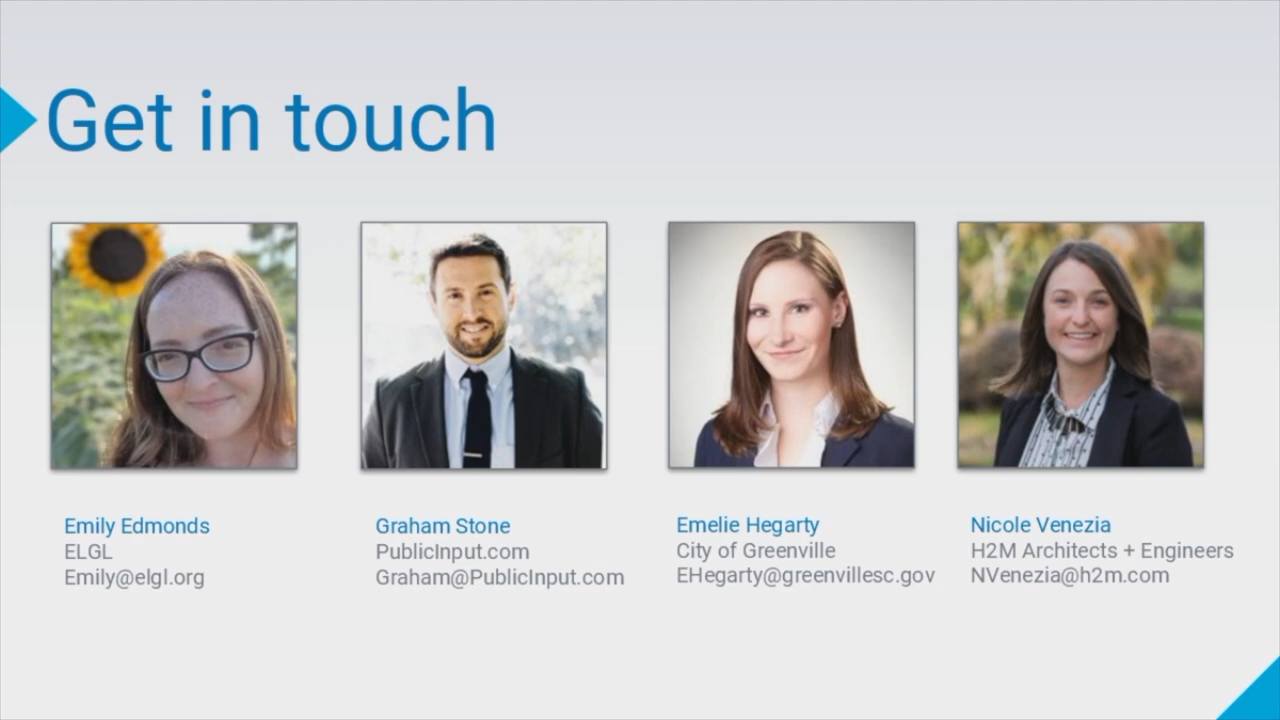 Get in touch
Emily Edmonds
ELGL
Emily@elgl.org
Graham Stone
PublicInput.com
Graham@PublicInput.com
Emelie Hegarty
City of Greenville
EHegarty@greenvillesc.gov
Nicole Venezia
H2M Architects + Engineers
NVenezia@h2m.com